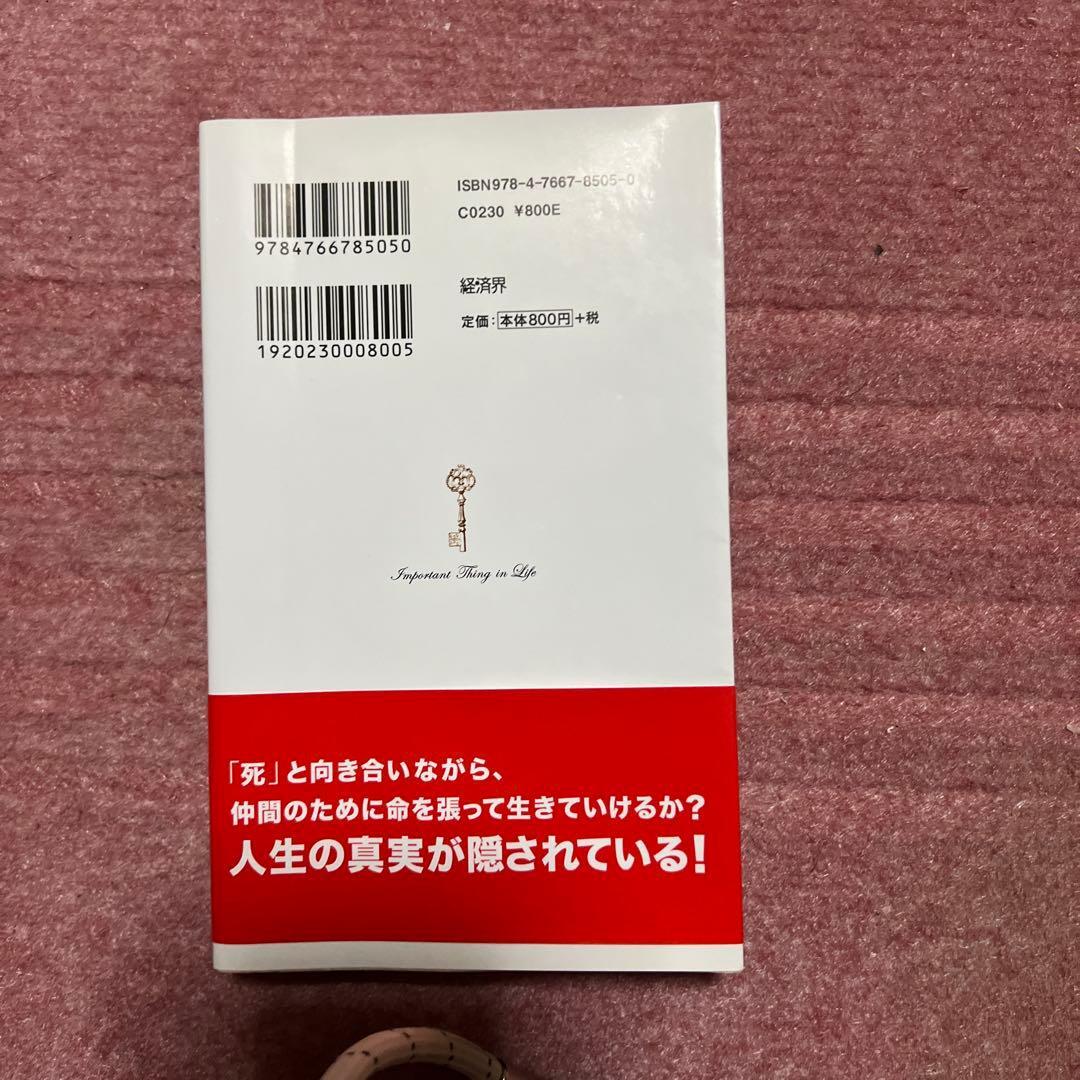 ISBN978-4-7667-8505-0
C0230 ¥800E
9784766785050
経済界
定価：本体800円+税
1920230008005
Important Thing in Life
「死」と向き合いながら、
仲間のために命を張って生きていけるか？
人生の真実が隠されている！